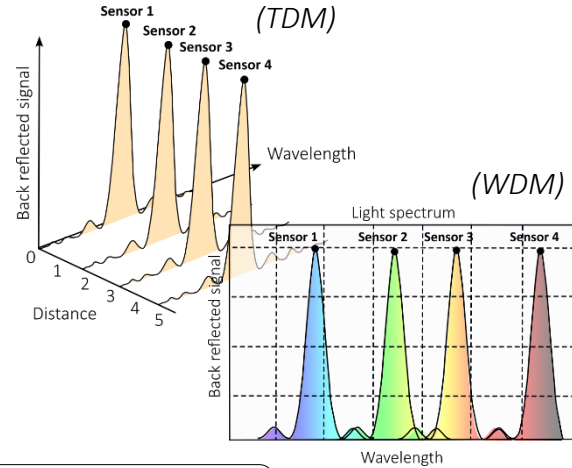 (TDM)
Sensor 1
Sensor 2
Sensor 3
Sensor 4
Back reflected signal
Wavelength
0
1
2
3
4
5
Distance
(WDM)
Light spectrum
Sensor 1
Sensor 2
Sensor 3
Sensor 4
Back reflected signal
Wavelength